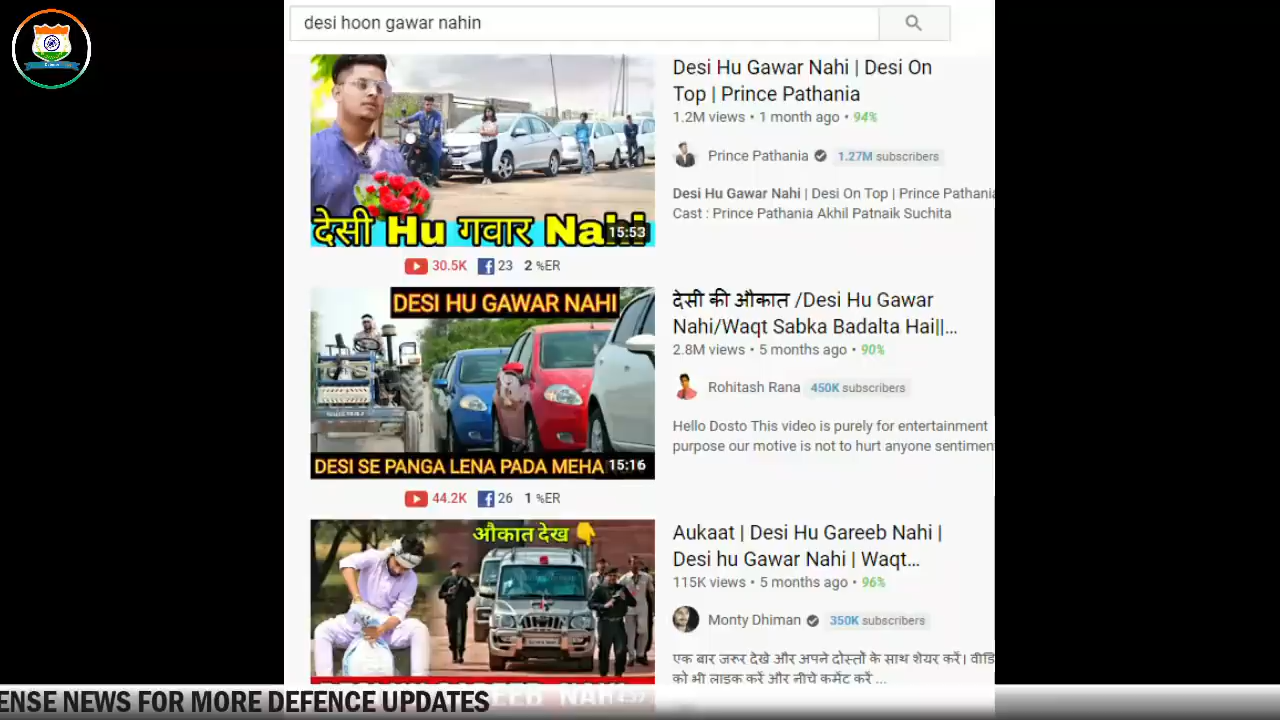 desi hoon gawar nahin
Desi Hu Gawar Nahi | Desi On
Top | Prince Pathania
1.2M views • 1 month ago • 94%
Prince Pathania 1.27M subscribers
Desi Hu Gawar Nahi | Desi On Top | Prince Pathania
Cast : Prince Pathania Akhil Patnaik Suchita
देसी Hu गवार Nahi
15:53
30.5K 23 2 %ER
DESI HU GAWAR NAHI
DESI SE PANGA LENA PADA MEHA
15:16
देसी की औकात /Desi Hu Gawar
Nahi/Waqt Sabka Badalta Hai||...
2.8M views • 5 months ago • 90%
Rohitash Rana 450K subscribers
Hello Dosto This video is purely for entertainment
purpose our motive is not to hurt anyone sentimen
44.2K 26 1 %ER
औकात देख
Aukaat | Desi Hu Gareeb Nahi |
Desi hu Gawar Nahi | Waqt...
115K views • 5 months ago • 96%
Monty Dhiman 350K subscribers
एक बार जरुर देखे और अपने दोस्तों के साथ शेयर करें। वीडि
को भी लाइक करें और नीचे कमेंट करें ...
ENSE NEWS FOR MORE DEFENCE UPDATES